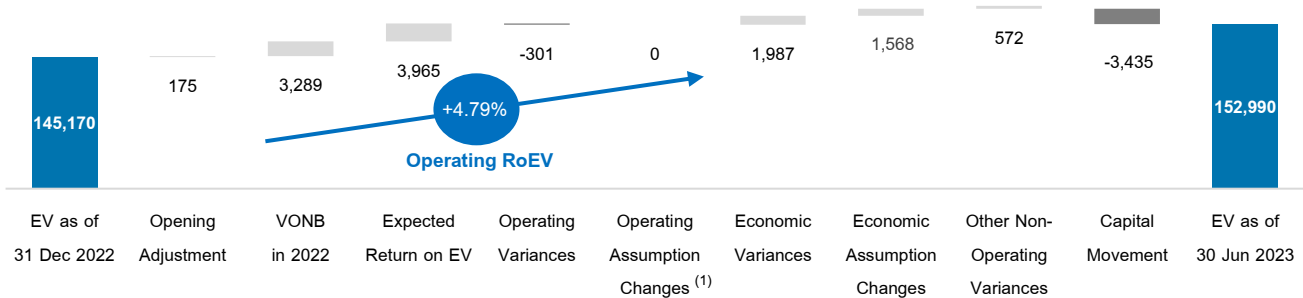 145,170
175
3,289
3,965
-301
0
1,987
1,568
572
-3,435
152,990
+4.79%
Operating RoEV
EV as of
31 Dec 2022
Opening
Adjustment
VONB
in 2022
Expected
Return on EV
Operating
Variances
Operating
Assumption
Changes (1)
Economic
Variances
Economic
Assumption
Changes
Other Non-
Operating
Variances
Capital
Movement
EV as of
30 Jun 2023